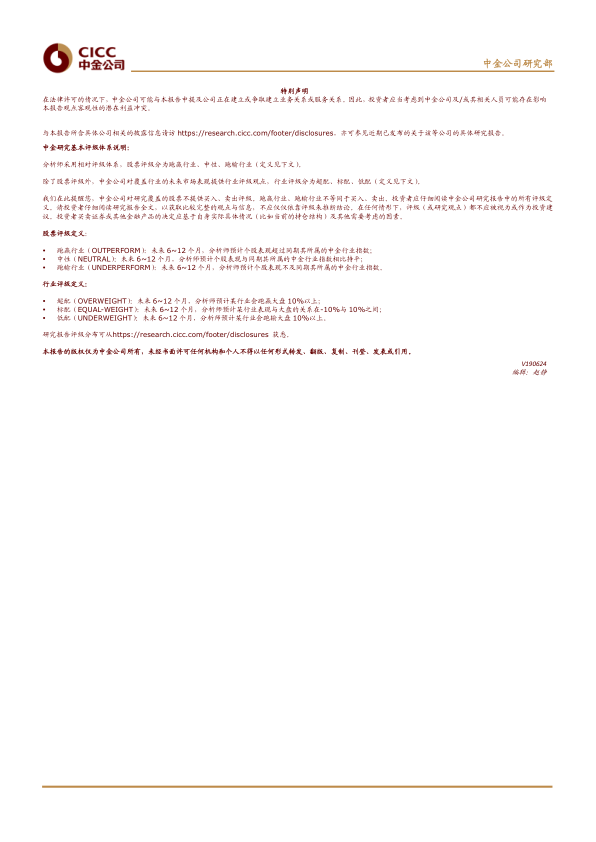 CICC
中金公司
中金公司研究部
特别声明
在法律许可的情况下，中金公司可能与本报告中提及公司正在建立或争取建立业务关系或服务关系。因此，投资者应当考虑到中金公司及/或其相关人员可能存在影响
本报告观点客观性的潜在利益冲突。
与本报告所含具体公司相关的披露信息请访 https://research.cicc.com/footer/disclosures，亦可参见近期已发布的关于该等公司的具体研究报告。
中金研究基本评级体系说明：
分析师采用相对评级体系，股票评级分为跑赢行业、中性、跑输行业（定义见下文）。
除了股票评级外，中金公司对覆盖行业的未来市场表现提供行业评级观点，行业评级分为超配、标配、低配（定义见下文）。
我们在此提醒您，中金公司对研究覆盖的股票不提供买入、卖出评级。跑赢行业、跑输行业不等同于买入、卖出。投资者应仔细阅读中金公司研究报告中的所有评级定
义。请投资者仔细阅读研究报告全文，以获取比较完整的观点与信息，不应仅仅依靠评级来推断结论。在任何情形下，评级（或研究观点）都不应被视为或作为投资建
议。投资者买卖证券或其他金融产品的决定应基于自身实际具体情况（比如当前的持仓结构）及其他需要考虑的因素。
股票评级定义：
• 跑赢行业（OUTPERFORM）：未来 6~12 个月，分析师预计个股表现超过同期其所属的中金行业指数；
• 中性（NEUTRAL）：未来 6~12 个月，分析师预计个股表现与同期其所属的中金行业指数相比持平；
• 跑输行业（UNDERPERFORM）：未来 6~12 个月，分析师预计个股表现不及同期其所属的中金行业指数。
行业评级定义：
• 超配（OVERWEIGHT）：未来 6~12 个月，分析师预计某行业会跑赢大盘 10%以上；
• 标配（EQUAL-WEIGHT）：未来 6~12 个月，分析师预计某行业表现与大盘的关系在-10%与 10%之间；
• 低配（UNDERWEIGHT）：未来 6~12 个月，分析师预计某行业会跑输大盘 10%以上。
研究报告评级分布可从https://research.cicc.com/footer/disclosures 获悉。
本报告的版权仅为中金公司所有，未经书面许可任何机构和个人不得以任何形式转发、翻版、复制、刊登、发表或引用。
V190624
编辑：赵静